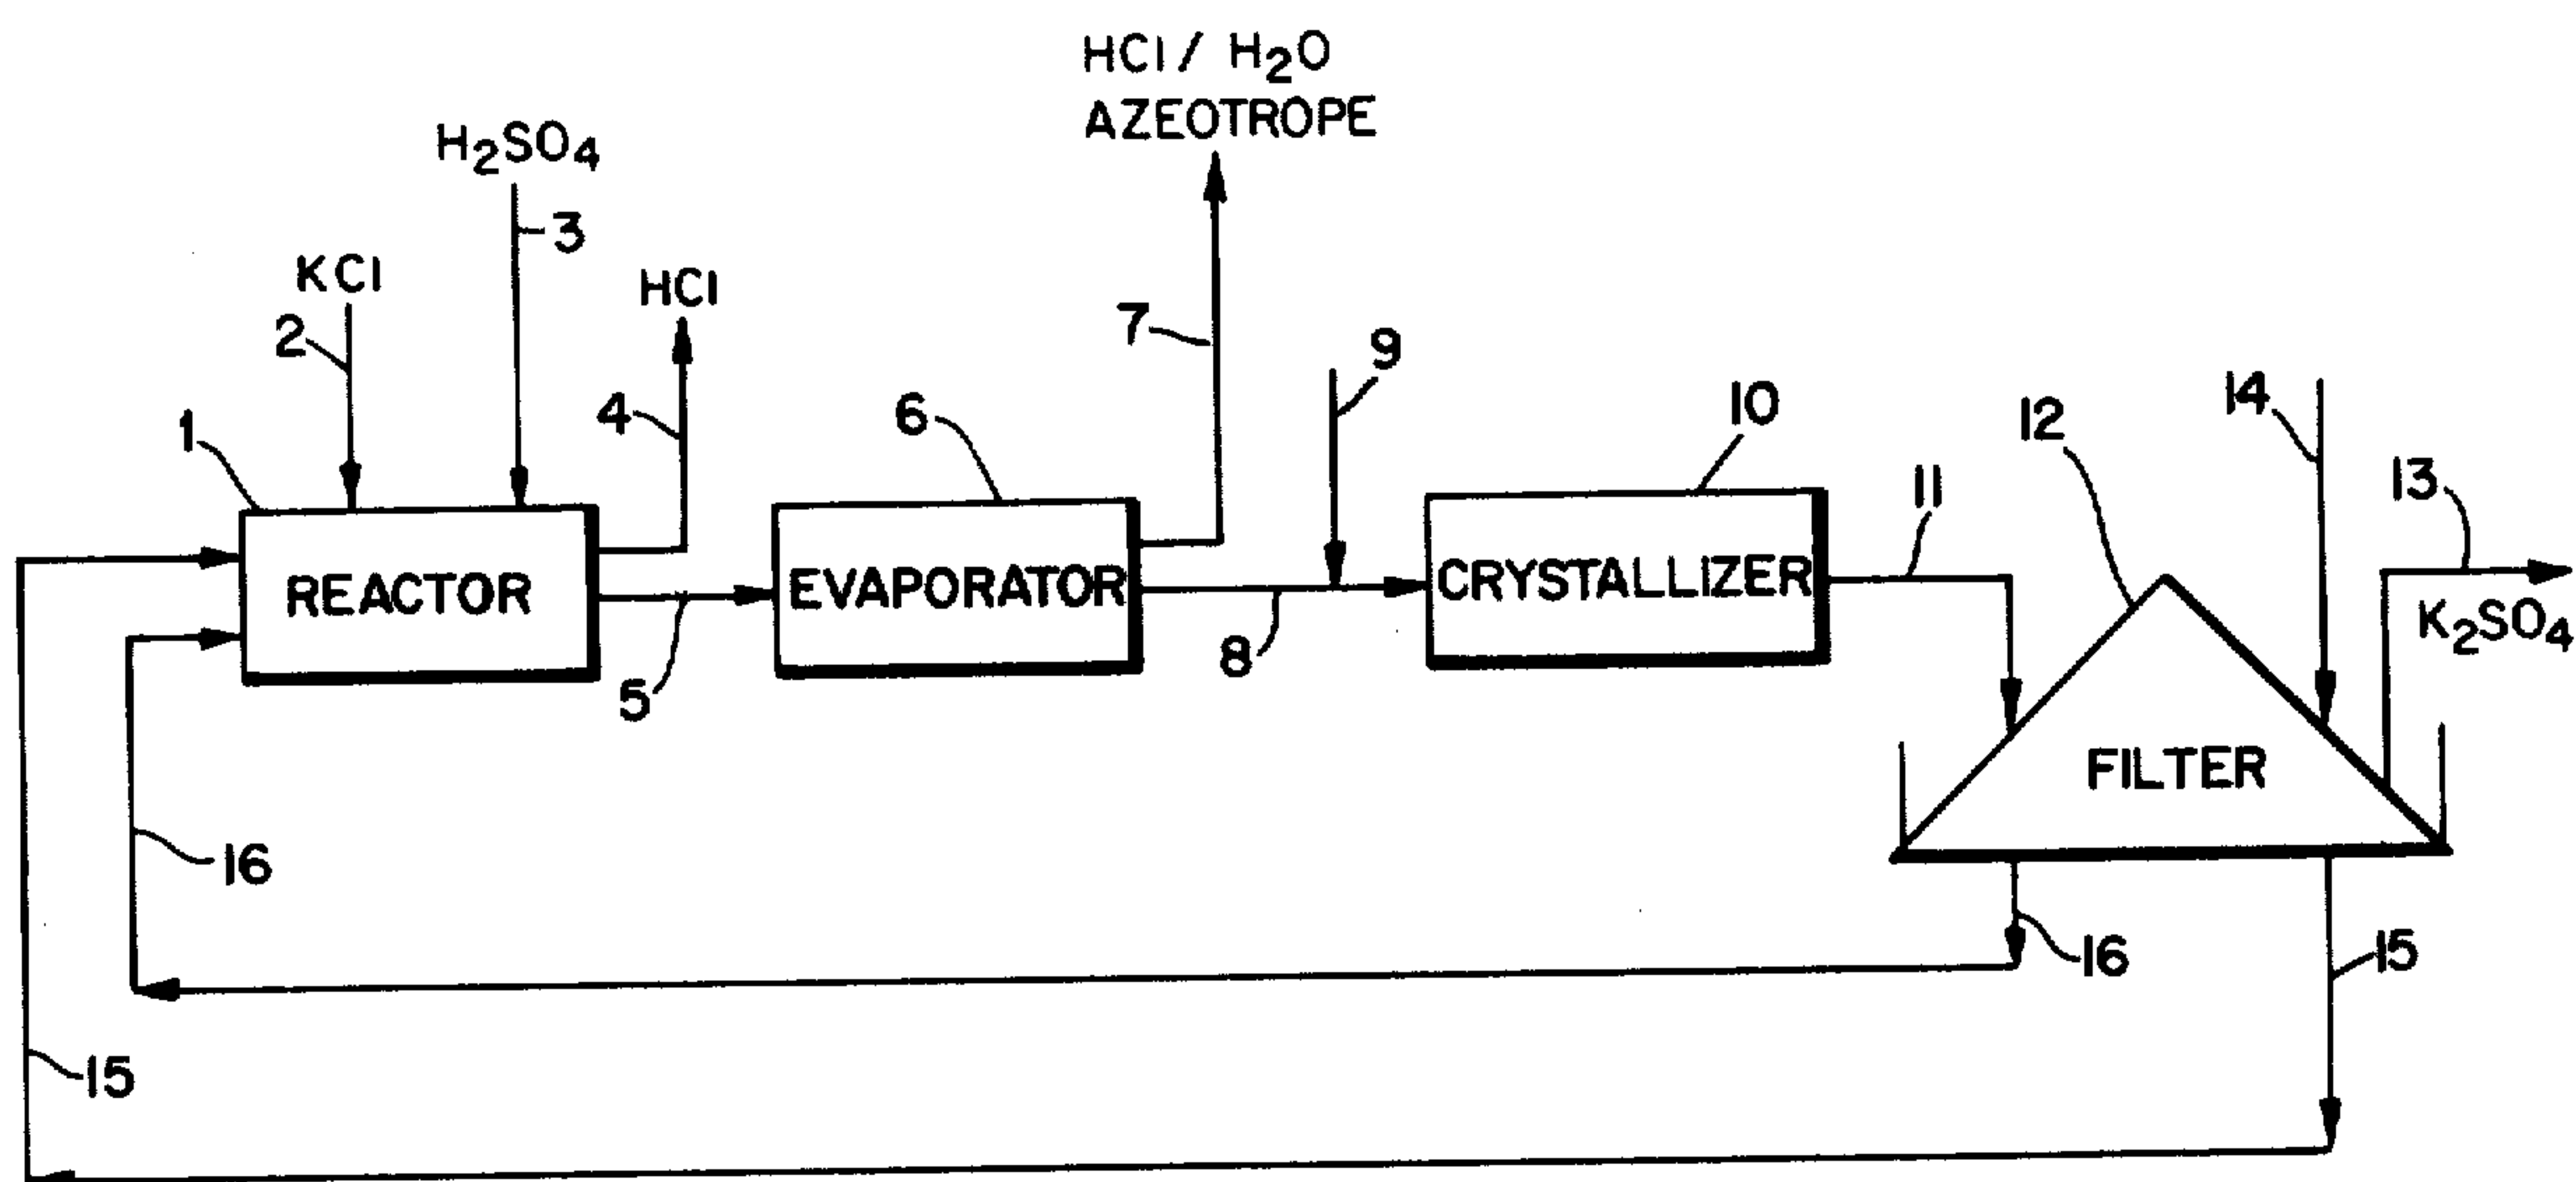 HCl / H₂O
AZEOTROPE
H₂SO₄
3
KCl
2
HCl
4
7
9
1
6
10
12
14
13
11
REACTOR
EVAPORATOR
CRYSTALLIZER
K₂SO₄
5
8
FILTER
16
16
15
15